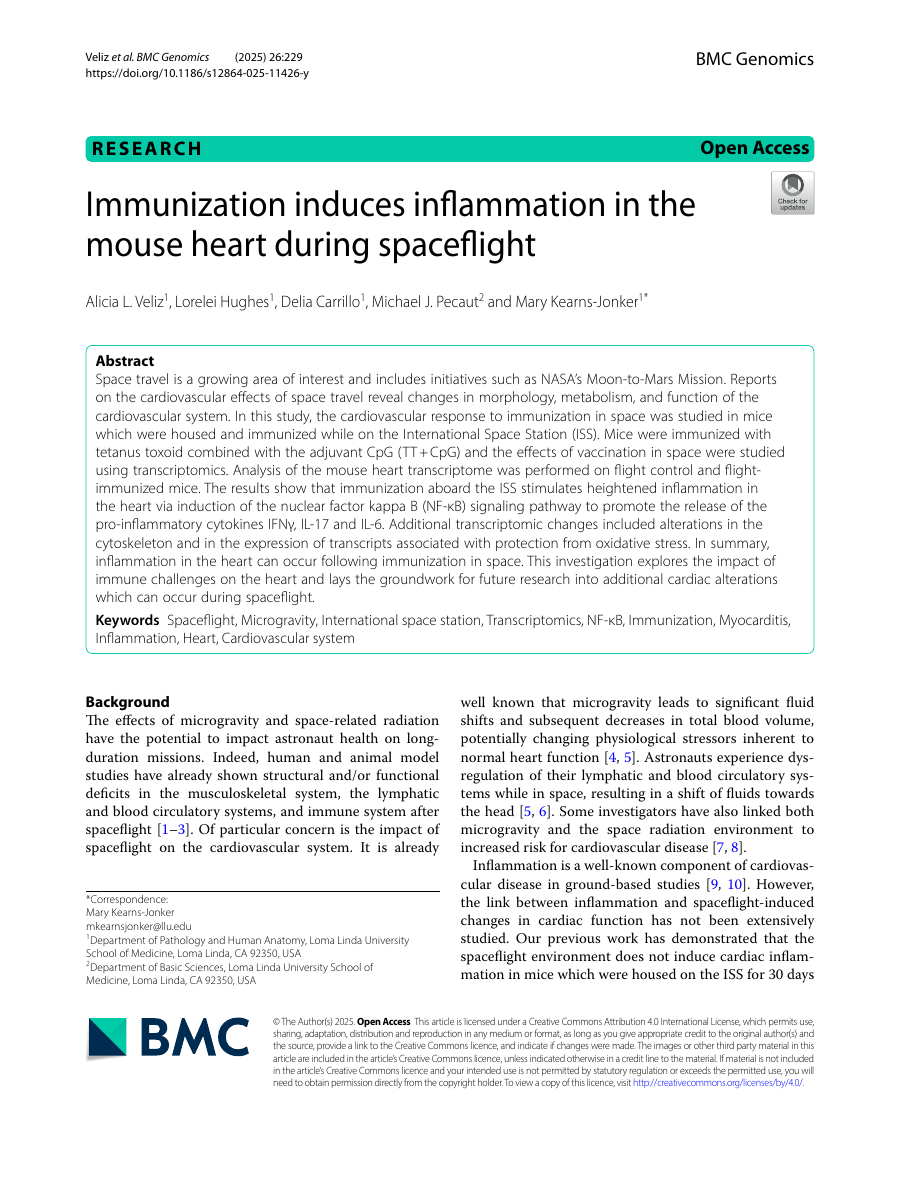 Veliz et al. BMC Genomics (2025) 26:229
https://doi.org/10.1186/s12864-025-11426-y
BMC Genomics
RESEARCH
Open Access
Check for
updates
Immunization induces inflammation in the
mouse heart during spaceflight
Alicia L. Veliz1, Lorelei Hughes1, Delia Carrillo1, Michael J. Pecaut2 and Mary Kearns-Jonker1*
Abstract
Space travel is a growing area of interest and includes initiatives such as NASA’s Moon-to-Mars Mission. Reports
on the cardiovascular effects of space travel reveal changes in morphology, metabolism, and function of the
cardiovascular system. In this study, the cardiovascular response to immunization in space was studied in mice
which were housed and immunized while on the International Space Station (ISS). Mice were immunized with
tetanus toxoid combined with the adjuvant CpG (TT + CpG) and the effects of vaccination in space were studied
using transcriptomics. Analysis of the mouse heart transcriptome was performed on flight control and flight-
immunized mice. The results show that immunization aboard the ISS stimulates heightened inflammation in
the heart via induction of the nuclear factor kappa B (NF-κB) signaling pathway to promote the release of the
pro-inflammatory cytokines IFNγ, IL-17 and IL-6. Additional transcriptomic changes included alterations in the
cytoskeleton and in the expression of transcripts associated with protection from oxidative stress. In summary,
inflammation in the heart can occur following immunization in space. This investigation explores the impact of
immune challenges on the heart and lays the groundwork for future research into additional cardiac alterations
which can occur during spaceflight.
Keywords Spaceflight, Microgravity, International space station, Transcriptomics, NF-κB, Immunization, Myocarditis,
Inflammation, Heart, Cardiovascular system
Background
The effects of microgravity and space-related radiation
have the potential to impact astronaut health on long-
duration missions. Indeed, human and animal model
studies have already shown structural and/or functional
deficits in the musculoskeletal system, the lymphatic
and blood circulatory systems, and immune system after
spaceflight [1–3]. Of particular concern is the impact of
spaceflight on the cardiovascular system. It is already
well known that microgravity leads to significant fluid
shifts and subsequent decreases in total blood volume,
potentially changing physiological stressors inherent to
normal heart function [4, 5]. Astronauts experience dys-
regulation of their lymphatic and blood circulatory sys-
tems while in space, resulting in a shift of fluids towards
the head [5, 6]. Some investigators have also linked both
microgravity and the space radiation environment to
increased risk for cardiovascular disease [7, 8].
Inflammation is a well-known component of cardiovas-
cular disease in ground-based studies [9, 10]. However,
the link between inflammation and spaceflight-induced
changes in cardiac function has not been extensively
studied. Our previous work has demonstrated that the
spaceflight environment does not induce cardiac inflam-
mation in mice which were housed on the ISS for 30 days
*Correspondence:
Mary Kearns-Jonker
mkearnsjonker@llu.edu
1Department of Pathology and Human Anatomy, Loma Linda University
School of Medicine, Loma Linda, CA 92350, USA
2Department of Basic Sciences, Loma Linda University School of
Medicine, Loma Linda, CA 92350, USA
BMC
© The Author(s) 2025. Open Access This article is licensed under a Creative Commons Attribution 4.0 International License, which permits use,
sharing, adaptation, distribution and reproduction in any medium or format, as long as you give appropriate credit to the original author(s) and
the source, provide a link to the Creative Commons licence, and indicate if changes were made. The images or other third party material in this
article are included in the article’s Creative Commons licence, unless indicated otherwise in a credit line to the material. If material is not included
in the article’s Creative Commons licence and your intended use is not permitted by statutory regulation or exceeds the permitted use, you will
need to obtain permission directly from the copyright holder. To view a copy of this licence, visit http://creativecommons.org/licenses/by/4.0/.